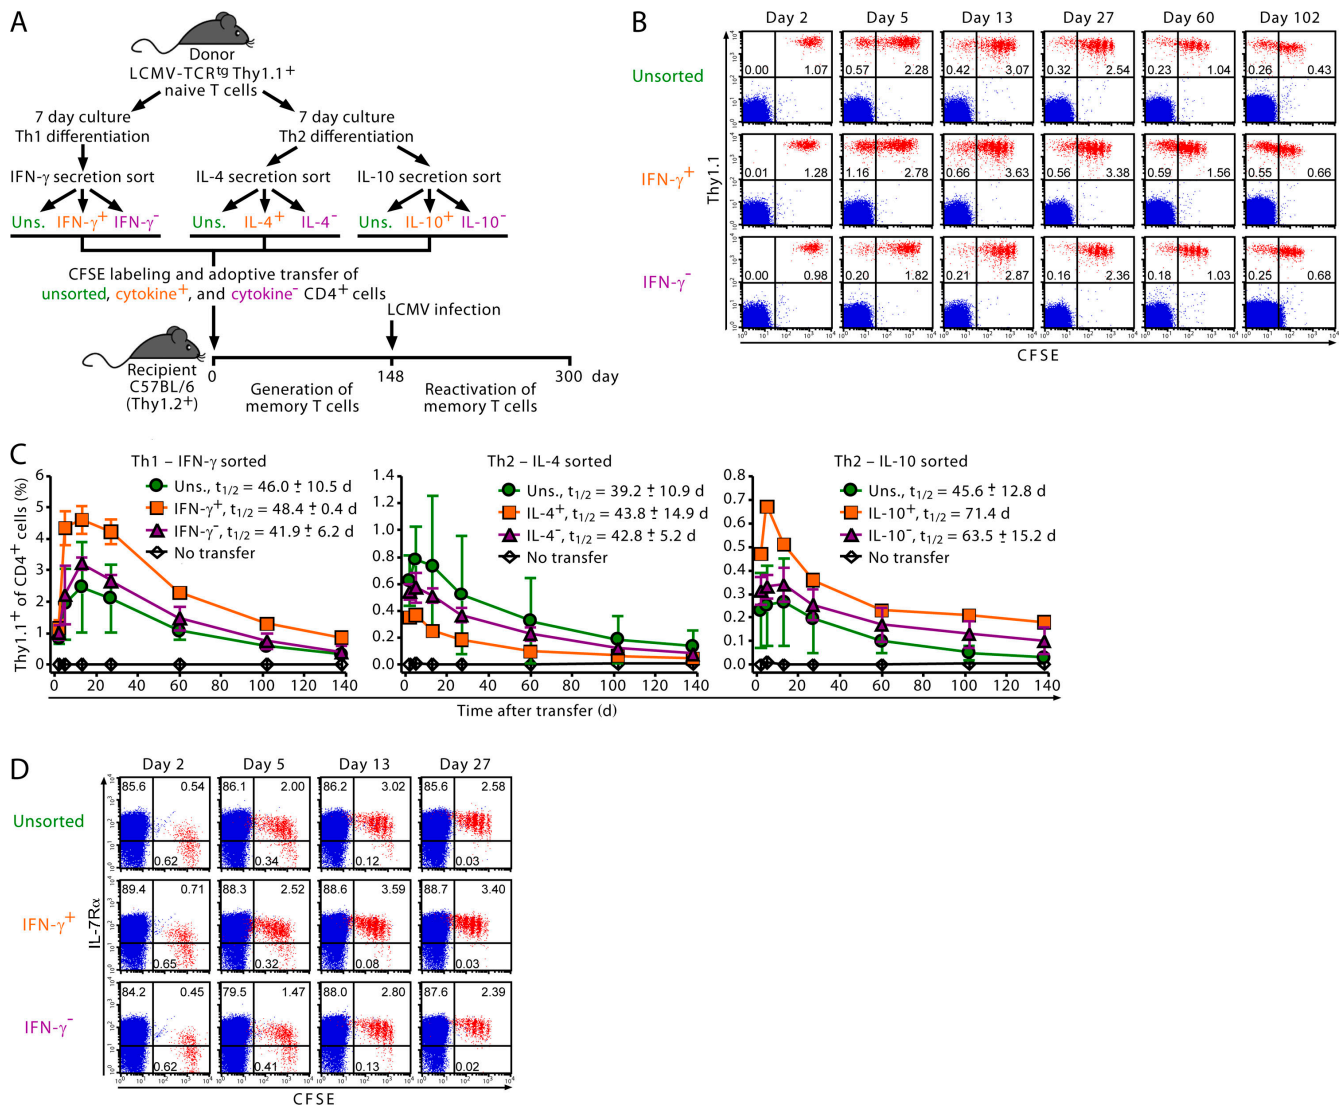 A
Donor
LCMV-TCRtg Thy1.1+
naive T cells
7 day culture
Th1 differentiation
7 day culture
Th2 differentiation
IFN-γ secretion sort
IL-4 secretion sort
IL-10 secretion sort
Uns. IFN-γ+ IFN-γ-
Uns. IL-4+ IL-4-
Uns. IL-10+ IL-10-
CFSE labeling and adoptive transfer of
unsorted, cytokine+, and cytokine- CD4+ cells
LCMV infection
Recipient
C57BL/6
(Thy1.2+)
0 148 300 day
Generation of
memory T cells
Reactivation of
memory T cells
B
Day 2 Day 5 Day 13 Day 27 Day 60 Day 102
Unsorted
0.00 1.07 0.57 2.28 0.42 3.07 0.32 2.54 0.23 1.04 0.26 0.43
IFN-γ+
0.01 1.28 1.16 2.78 0.66 3.63 0.56 3.38 0.59 1.56 0.55 0.66
IFN-γ-
0.00 0.98 0.20 1.82 0.21 2.87 0.16 2.36 0.18 1.03 0.25 0.68
Thy1.1
CFSE
C
Th1 – IFN-γ sorted
Uns., t1/2 = 46.0 ± 10.5 d
IFN-γ+, t1/2 = 48.4 ± 0.4 d
IFN-γ-, t1/2 = 41.9 ± 6.2 d
No transfer
Thy1.1+ of CD4+ cells (%)
6
5
4
3
2
1
0
0 20 40 60 80 100 120 140
Th2 – IL-4 sorted
Uns., t1/2 = 39.2 ± 10.9 d
IL-4+, t1/2 = 43.8 ± 14.9 d
IL-4-, t1/2 = 42.8 ± 5.2 d
No transfer
1.4
1.2
1.0
0.8
0.6
0.4
0.2
0.0
0 20 40 60 80 100 120 140
Th2 – IL-10 sorted
Uns., t1/2 = 45.6 ± 12.8 d
IL-10+, t1/2 = 71.4 d
IL-10-, t1/2 = 63.5 ± 15.2 d
No transfer
0.8
0.7
0.6
0.5
0.4
0.3
0.2
0.1
0.0
0 20 40 60 80 100 120 140
Time after transfer (d)
D
Day 2 Day 5 Day 13 Day 27
Unsorted
85.6 0.54 86.1 2.00 86.2 3.02 85.6 2.58
0.62 0.34 0.12 0.03
IFN-γ+
89.4 0.71 88.3 2.52 88.6 3.59 88.7 3.40
0.65 0.32 0.08 0.03
IFN-γ-
84.2 0.45 79.5 1.47 88.0 2.80 87.6 2.39
0.62 0.41 0.13 0.02
IL-7Rα
CFSE